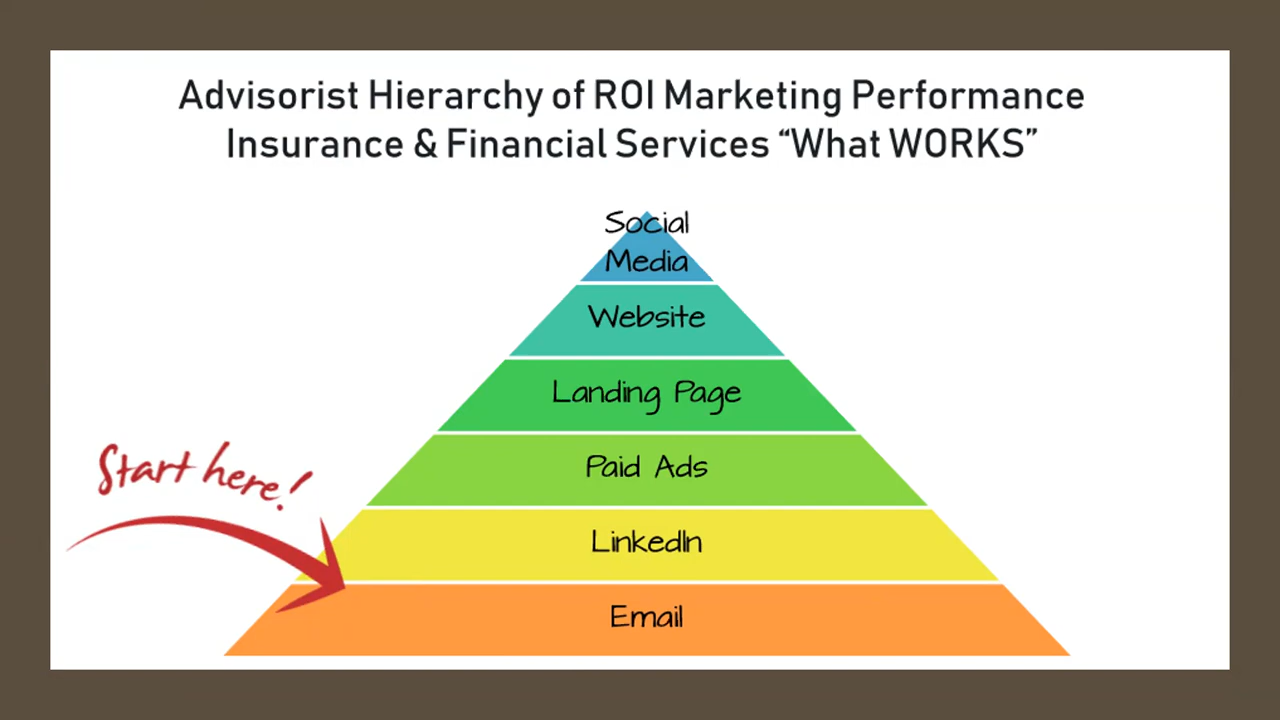 Advisorist Hierarchy of ROI Marketing Performance
Insurance & Financial Services “What WORKS”
Social
Media
Website
Landing Page
Paid Ads
Start here!
LinkedIn
Email